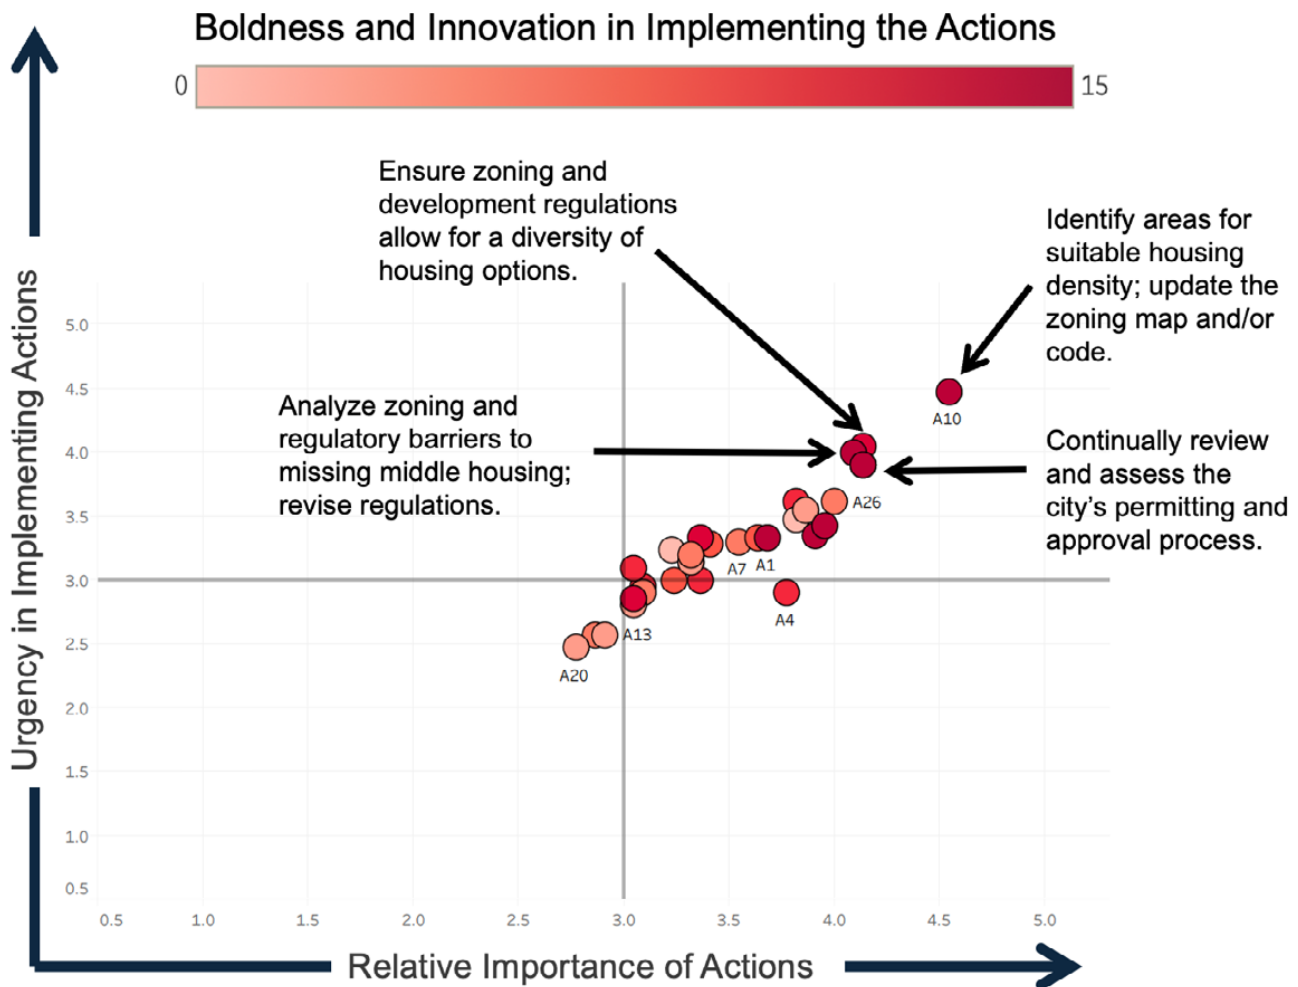 Boldness and Innovation in Implementing the Actions
0
15
Ensure zoning and
development regulations
allow for a diversity of
housing options.
Identify areas for
suitable housing
density; update the
zoning map and/or
code.
Analyze zoning and
regulatory barriers to
missing middle housing;
revise regulations.
Continually review
and assess the
city’s permitting and
approval process.
Urgency in Implementing Actions
5.0
4.5
4.0
3.5
3.0
2.5
2.0
1.5
1.0
0.5
A10
A26
A7
A1
A4
A13
A20
0.5
1.0
1.5
2.0
2.5
3.0
3.5
4.0
4.5
5.0
Relative Importance of Actions